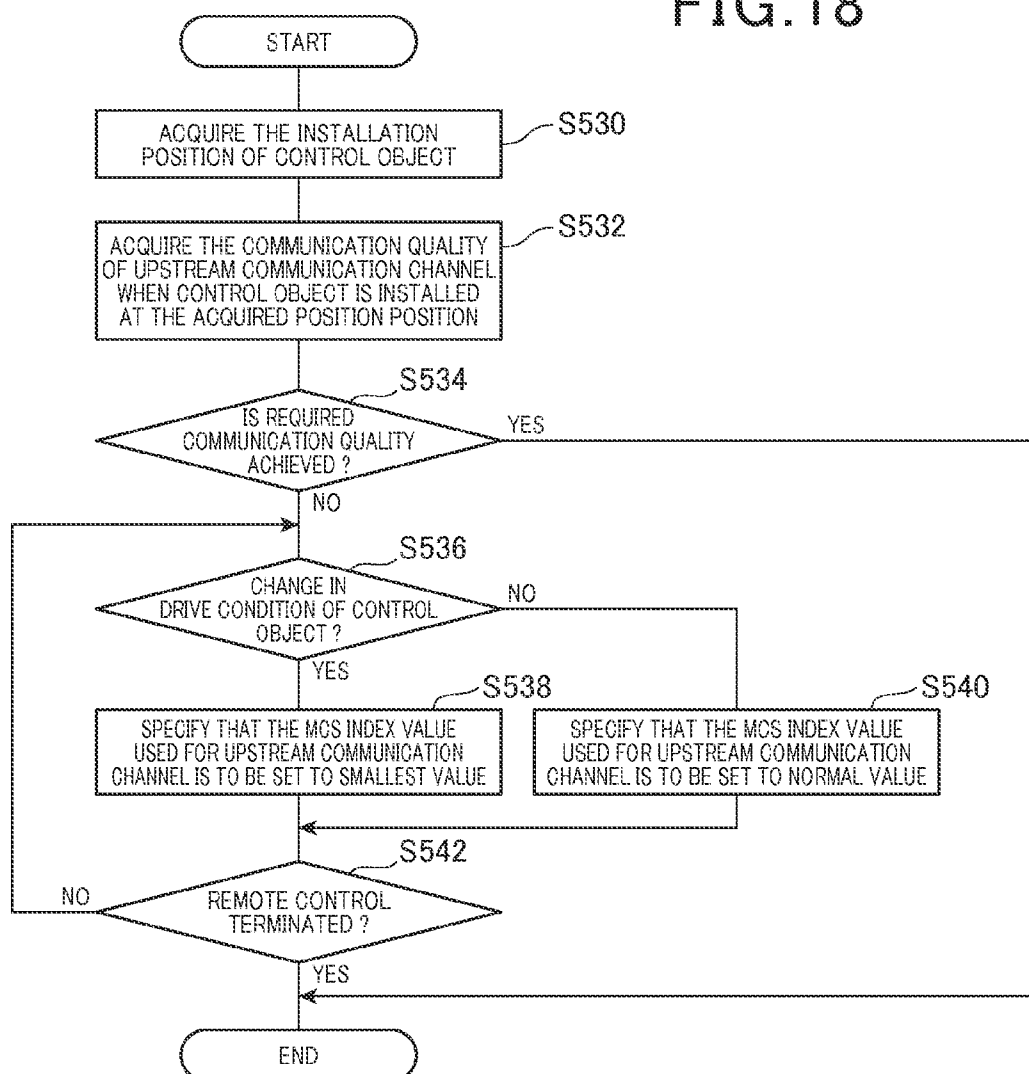 FIG.18
START
ACQUIRE THE INSTALLATION
POSITION OF CONTROL OBJECT
S530
ACQUIRE THE COMMUNICATION QUALITY
OF UPSTREAM COMMUNICATION CHANNEL
WHEN CONTROL OBJECT IS INSTALLED
AT THE ACQUIRED POSITION POSITION
S532
S534
IS REQUIRED
COMMUNICATION QUALITY
ACHIEVED ?
YES
NO
S536
CHANGE IN
DRIVE CONDITION OF CONTROL
OBJECT ?
NO
YES
S538
SPECIFY THAT THE MCS INDEX VALUE
USED FOR UPSTREAM COMMUNICATION
CHANNEL IS TO BE SET TO SMALLEST VALUE
S540
SPECIFY THAT THE MCS INDEX VALUE
USED FOR UPSTREAM COMMUNICATION
CHANNEL IS TO BE SET TO NORMAL VALUE
S542
NO
REMOTE CONTROL
TERMINATED ?
YES
END